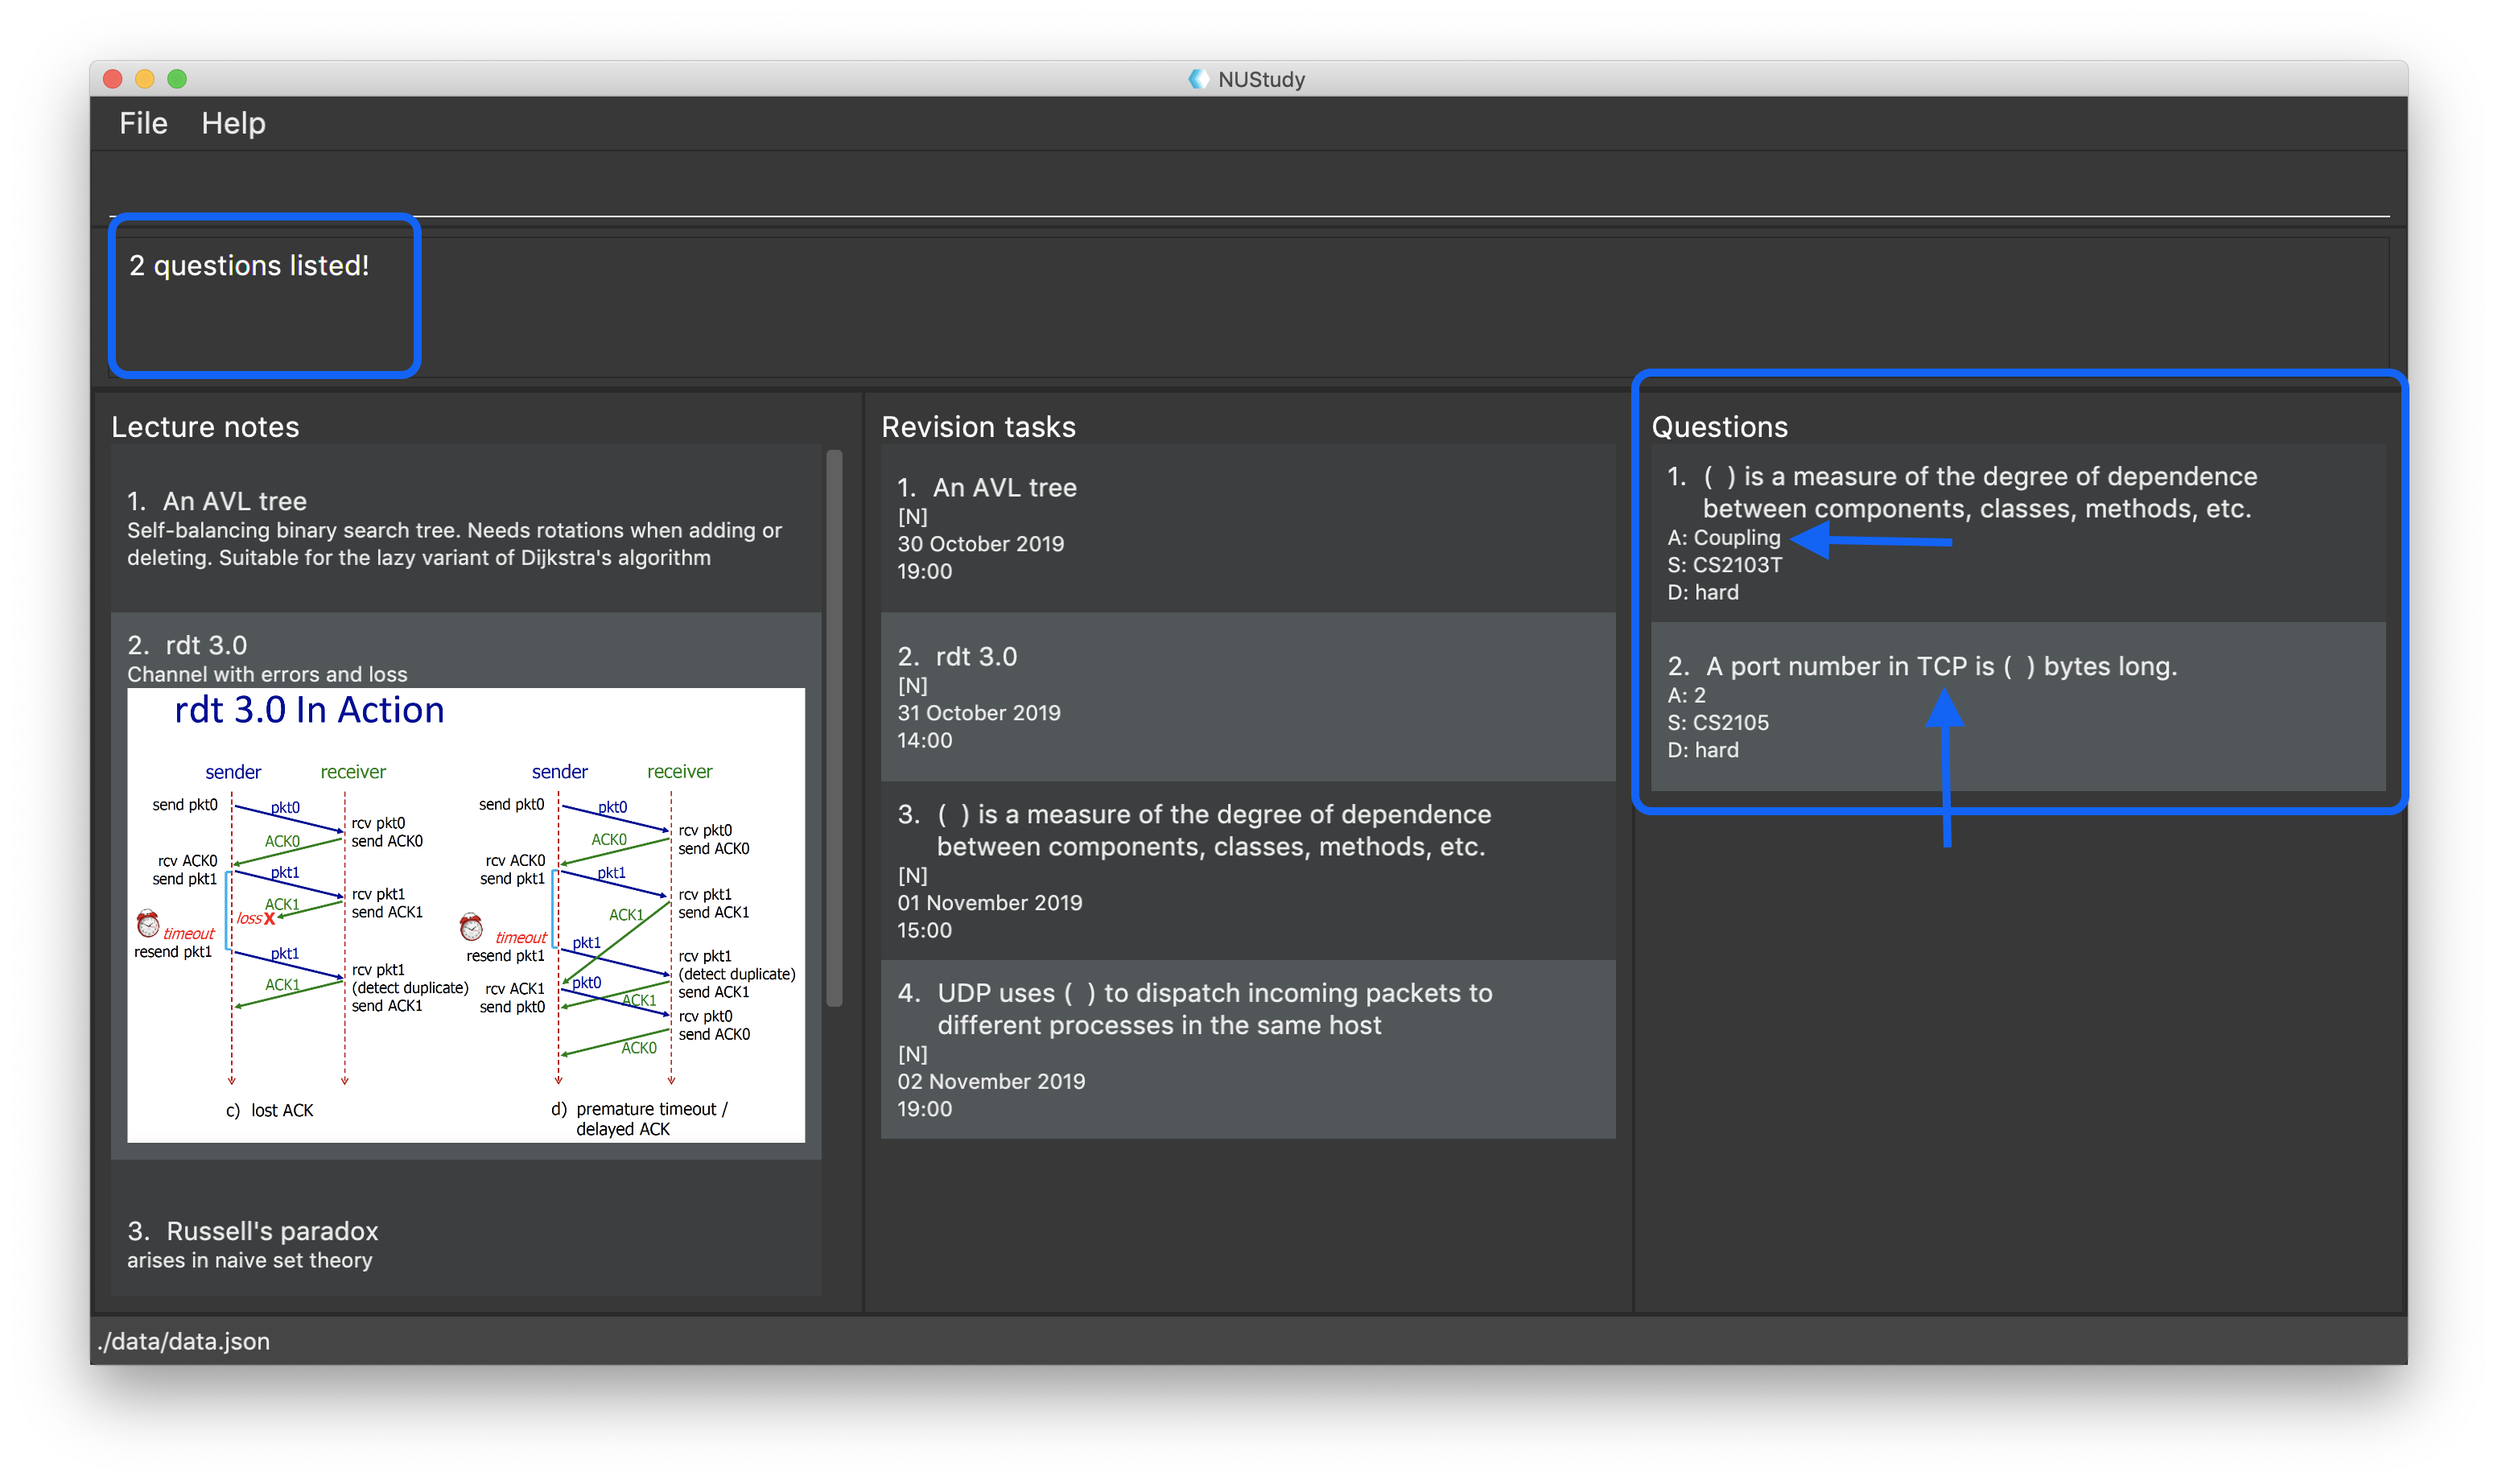 NUStudy
File Help
2 questions listed!
Lecture notes
1. An AVL tree
Self-balancing binary search tree. Needs rotations when adding or
deleting. Suitable for the lazy variant of Dijkstra's algorithm
2. rdt 3.0
Channel with errors and loss
rdt 3.0 In Action
sender receiver
send pkt0
pkt0
rcv pkt0
ACK0
send ACK0
rcv ACK0
send pkt1
pkt1
rcv pkt1
ACK1
send ACK1
loss X
timeout
resend pkt1
pkt1
rcv pkt1
(detect duplicate)
ACK1
send ACK1
c) lost ACK
sender receiver
send pkt0
pkt0
rcv pkt0
ACK0
send ACK0
rcv ACK0
send pkt1
pkt1
rcv pkt1
ACK1
send ACK1
timeout
pkt1
resend pkt1
rcv pkt1
(detect duplicate)
rcv ACK1
pkt0
send ACK1
send pkt0
ACK1
rcv pkt0
send ACK0
ACK0
d) premature timeout /
delayed ACK
3. Russell's paradox
arises in naive set theory
Revision tasks
1. An AVL tree
[N]
30 October 2019
19:00
2. rdt 3.0
[N]
31 October 2019
14:00
3. ( ) is a measure of the degree of dependence
between components, classes, methods, etc.
[N]
01 November 2019
15:00
4. UDP uses ( ) to dispatch incoming packets to
different processes in the same host
[N]
02 November 2019
19:00
Questions
1. ( ) is a measure of the degree of dependence
between components, classes, methods, etc.
A: Coupling
S: CS2103T
D: hard
2. A port number in TCP is ( ) bytes long.
A: 2
S: CS2105
D: hard
./data/data.json